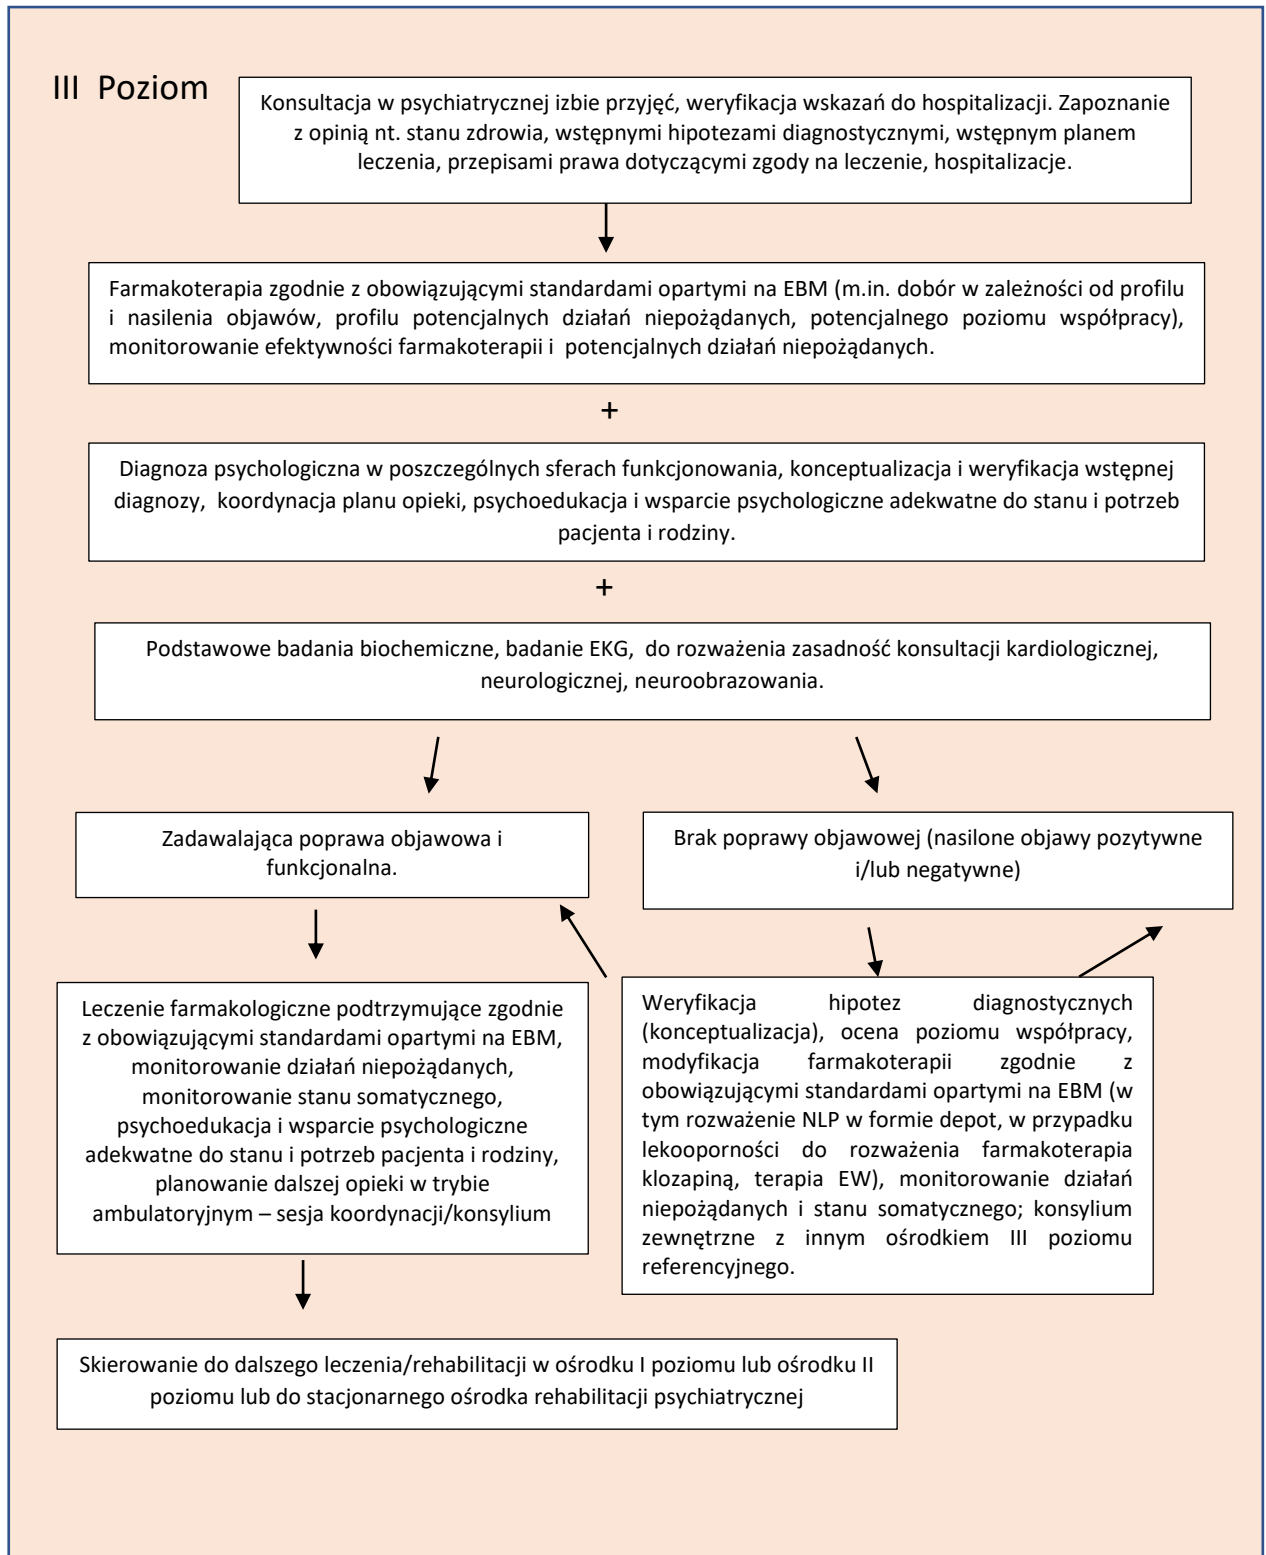 III Poziom
Konsultacja w psychiatrycznej izbie przyjęć, weryfikacja wskazań do hospitalizacji. Zapoznanie
z opinią nt. stanu zdrowia, wstępnymi hipotezami diagnostycznymi, wstępnym planem
leczenia, przepisami prawa dotyczącymi zgody na leczenie, hospitalizacje.
Farmakoterapia zgodnie z obowiązującymi standardami opartymi na EBM (m.in. dobór w zależności od profilu
i nasilenia objawów, profilu potencjalnych działań niepożądanych, potencjalnego poziomu współpracy),
monitorowanie efektywności farmakoterapii i potencjalnych działań niepożądanych.
+
Diagnoza psychologiczna w poszczególnych sferach funkcjonowania, konceptualizacja i weryfikacja wstępnej
diagnozy, koordynacja planu opieki, psychoedukacja i wsparcie psychologiczne adekwatne do stanu i potrzeb
pacjenta i rodziny.
+
Podstawowe badania biochemiczne, badanie EKG, do rozważenia zasadność konsultacji kardiologicznej,
neurologicznej, neuroobrazowania.
Zadawalająca poprawa objawowa i
funkcjonalna.
Brak poprawy objawowej (nasilone objawy pozytywne
i/lub negatywne)
Leczenie farmakologiczne podtrzymujące zgodnie
z obowiązującymi standardami opartymi na EBM,
monitorowanie działań niepożądanych,
monitorowanie stanu somatycznego,
psychoedukacja i wsparcie psychologiczne
adekwatne do stanu i potrzeb pacjenta i rodziny,
planowanie dalszej opieki w trybie
ambulatoryjnym – sesja koordynacji/konsylium
Weryfikacja hipotez diagnostycznych
(konceptualizacja), ocena poziomu współpracy,
modyfikacja farmakoterapii zgodnie z
obowiązującymi standardami opartymi na EBM (w
tym rozważenie NLP w formie depot, w przypadku
lekooporności do rozważenia farmakoterapia
klozapiną, terapia EW), monitorowanie działań
niepożądanych i stanu somatycznego; konsylium
zewnętrzne z innym ośrodkiem III poziomu
referencyjnego.
Skierowanie do dalszego leczenia/rehabilitacji w ośrodku I poziomu lub ośrodku II
poziomu lub do stacjonarnego ośrodka rehabilitacji psychiatrycznej